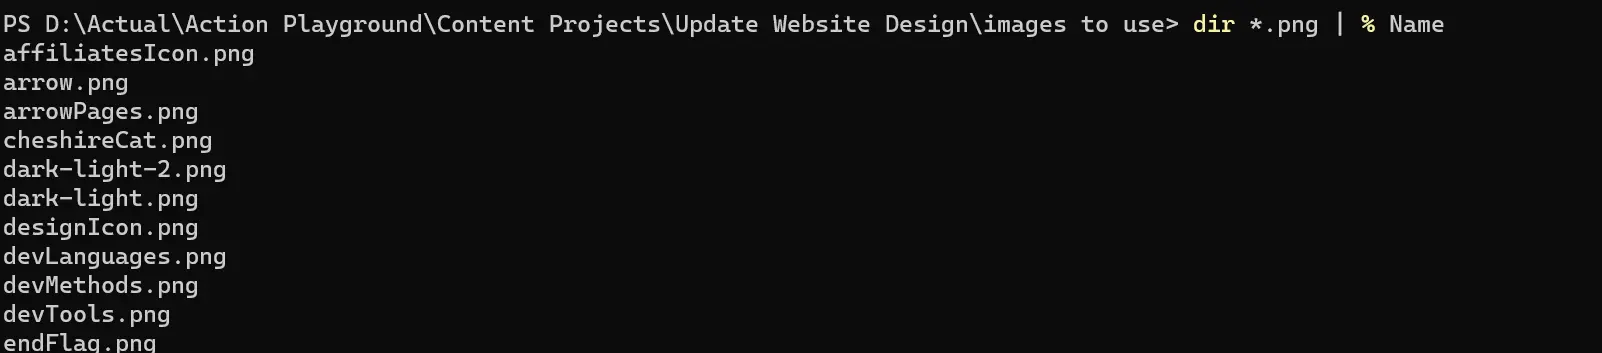 PS D:\Actual\Action Playground\Content Projects\Update Website Design\images to use> dir *.png | % Name
affiliatesIcon.png
arrow.png
arrowPages.png
cheshireCat.png
dark-light-2.png
dark-light.png
designIcon.png
devLanguages.png
devMethods.png
devTools.png
endFlag.png